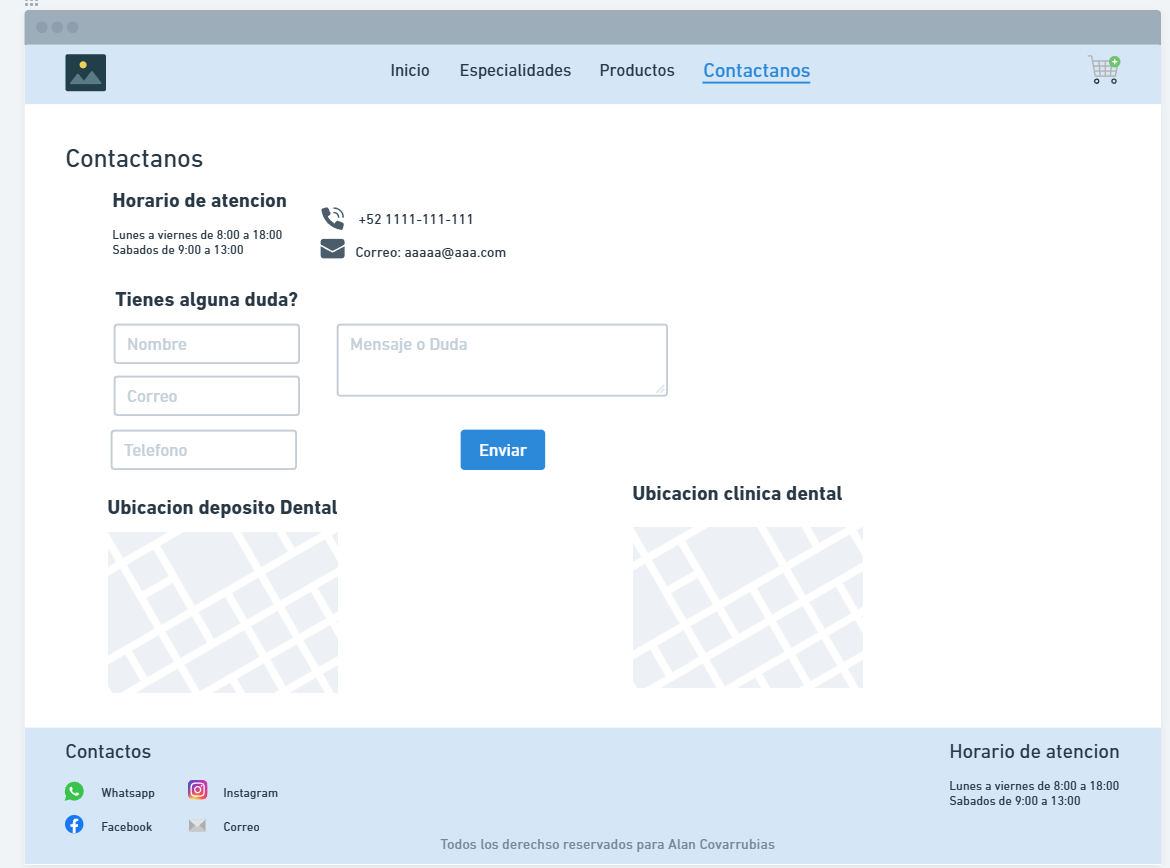 Inicio
Especialidades
Productos
Contactanos
Contactanos
Horario de atencion
Lunes a viernes de 8:00 a 18:00
Sabados de 9:00 a 13:00
+52 1111-111-111
Correo: aaaaa@aaa.com
Tienes alguna duda?
Nombre
Mensaje o Duda
Correo
Telefono
Enviar
Ubicacion deposito Dental
Ubicacion clinica dental
Contactos
Whatsapp
Instagram
Facebook
Correo
Horario de atencion
Lunes a viernes de 8:00 a 18:00
Sabados de 9:00 a 13:00
Todos los derechso reservados para Alan Covarrubias